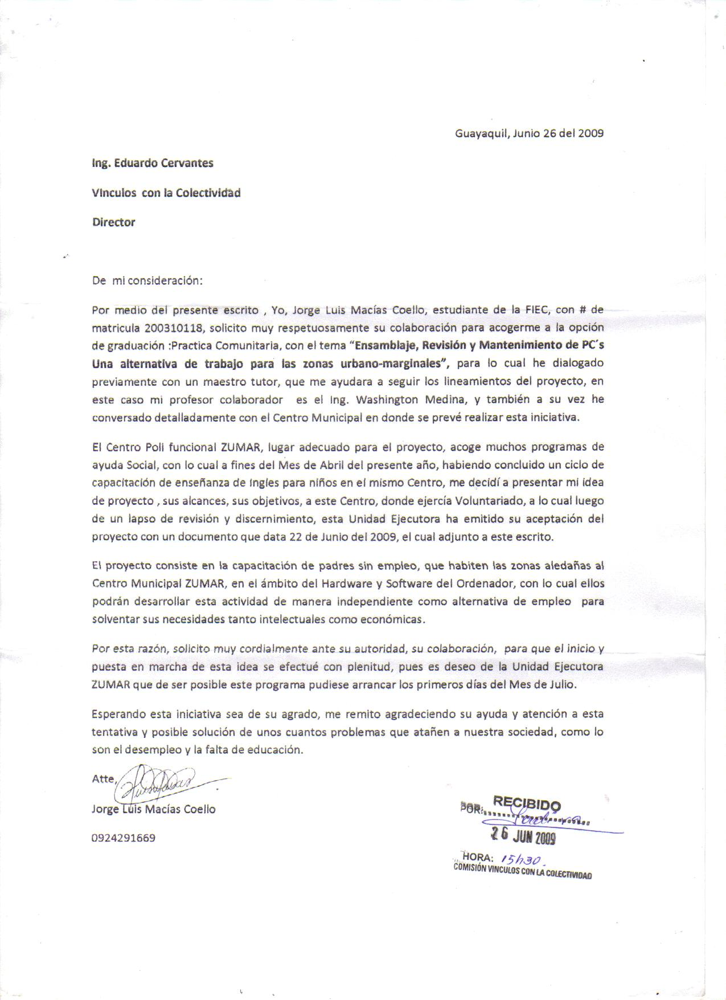 Guayaquil, Junio 26 del 2009
Ing. Eduardo Cervantes
Vínculos con la Colectividad
Director
De mi consideración:
Por medio del presente escrito , Yo, Jorge Luis Macías Coello, estudiante de la FIEC, con # de
matricula 200310118, solicito muy respetuosamente su colaboración para acogerme a la opción
de graduación :Practica Comunitaria, con el tema “Ensamblaje, Revisión y Mantenimiento de PC´s
Una alternativa de trabajo para las zonas urbano-marginales”, para lo cual he dialogado
previamente con un maestro tutor, que me ayudara a seguir los lineamientos del proyecto, en
este caso mi profesor colaborador es el Ing. Washington Medina, y también a su vez he
conversado detalladamente con el Centro Municipal en donde se prevé realizar esta iniciativa.
El Centro Poli funcional ZUMAR, lugar adecuado para el proyecto, acoge muchos programas de
ayuda Social, con lo cual a fines del Mes de Abril del presente año, habiendo concluido un ciclo de
capacitación de enseñanza de Ingles para niños en el mismo Centro, me decidí a presentar mi idea
de proyecto , sus alcances, sus objetivos, a este Centro, donde ejercía Voluntariado, a lo cual luego
de un lapso de revisión y discernimiento, esta Unidad Ejecutora ha emitido su aceptación del
proyecto con un documento que data 22 de Junio del 2009, el cual adjunto a este escrito.
El proyecto consiste en la capacitación de padres sin empleo, que habiten las zonas aledañas al
Centro Municipal ZUMAR, en el ámbito del Hardware y Software del Ordenador, con lo cual ellos
podrán desarrollar esta actividad de manera independiente como alternativa de empleo para
solventar sus necesidades tanto intelectuales como económicas.
Por esta razón, solicito muy cordialmente ante su autoridad, su colaboración, para que el inicio y
puesta en marcha de esta idea se efectué con plenitud, pues es deseo de la Unidad Ejecutora
ZUMAR que de ser posible este programa pudiese arrancar los primeros días del Mes de Julio.
Esperando esta iniciativa sea de su agrado, me remito agradeciendo su ayuda y atención a esta
tentativa y posible solución de unos cuantos problemas que atañen a nuestra sociedad, como lo
son el desempleo y la falta de educación.
Atte,
Jorge Luis Macías Coello
0924291669
RECIBIDO
POR:
26 JUN 2009
HORA: 15h30.
COMISIÓN VINCULOS CON LA COLECTIVIDAD